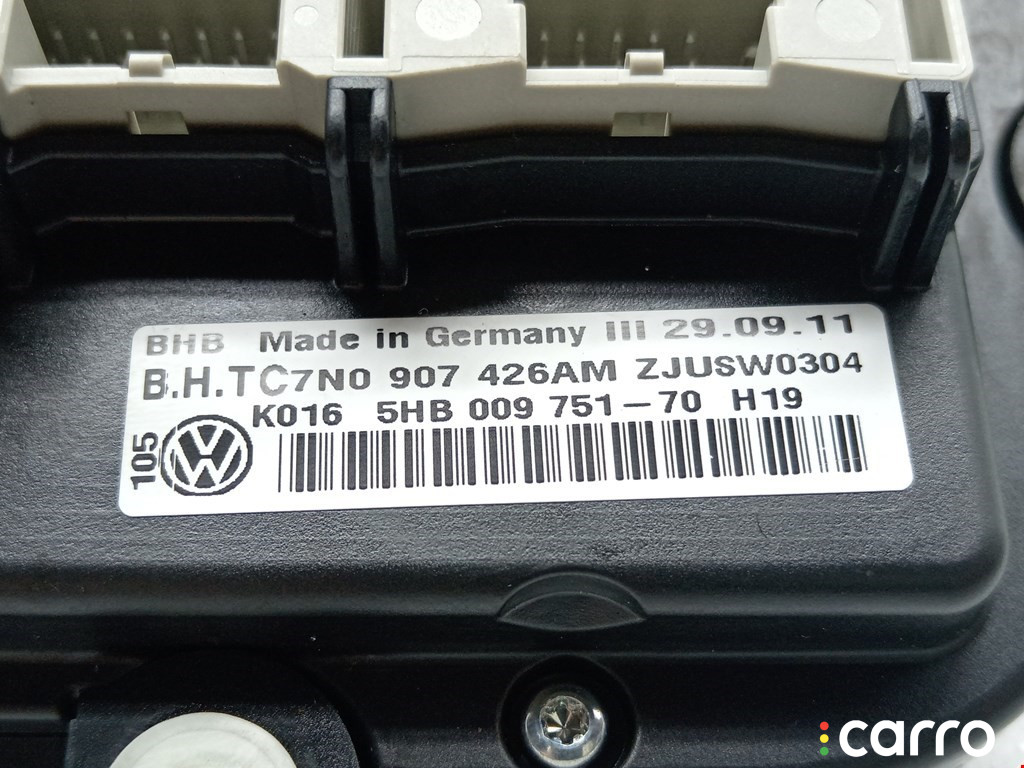 BHB Made in Germany III 29.09.11
B.H.TC7N0 907 426AM ZJUSW0304
K016 5HB 009 751-70 H19
105
carro